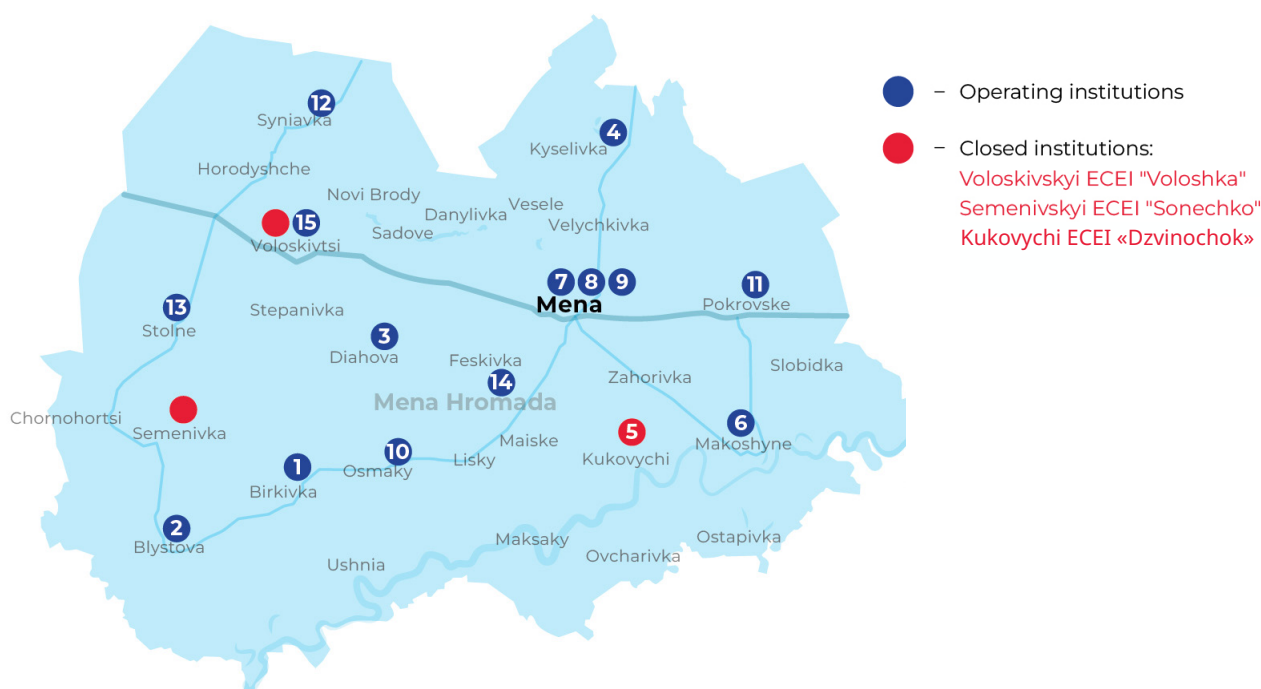 12
Syniavka
4
Kyselivka
Horodyshche
Novi Brody
Vesele
Danylivka
Velychkivka
Sadove
15
Voloskivtsi
7 8 9
Mena
11
Pokrovske
13
Stolne
Stepanivka
3
Diahova
Feskivka
14
Zahorivka
Slobidka
Mena Hromada
Chornohortsi
Semenivka
5
Kukovychi
6
Makoshyne
Maiske
10
Osmaky
Lisky
1
Birkivka
2
Blystova
Ushnia
Maksaky
Ovcharivka
Ostapivka
– Operating institutions
– Closed institutions:
Voloskivskyi ECEI "Voloshka"
Semenivskyi ECEI "Sonechko"
Kukovychi ECEI «Dzvinochok»